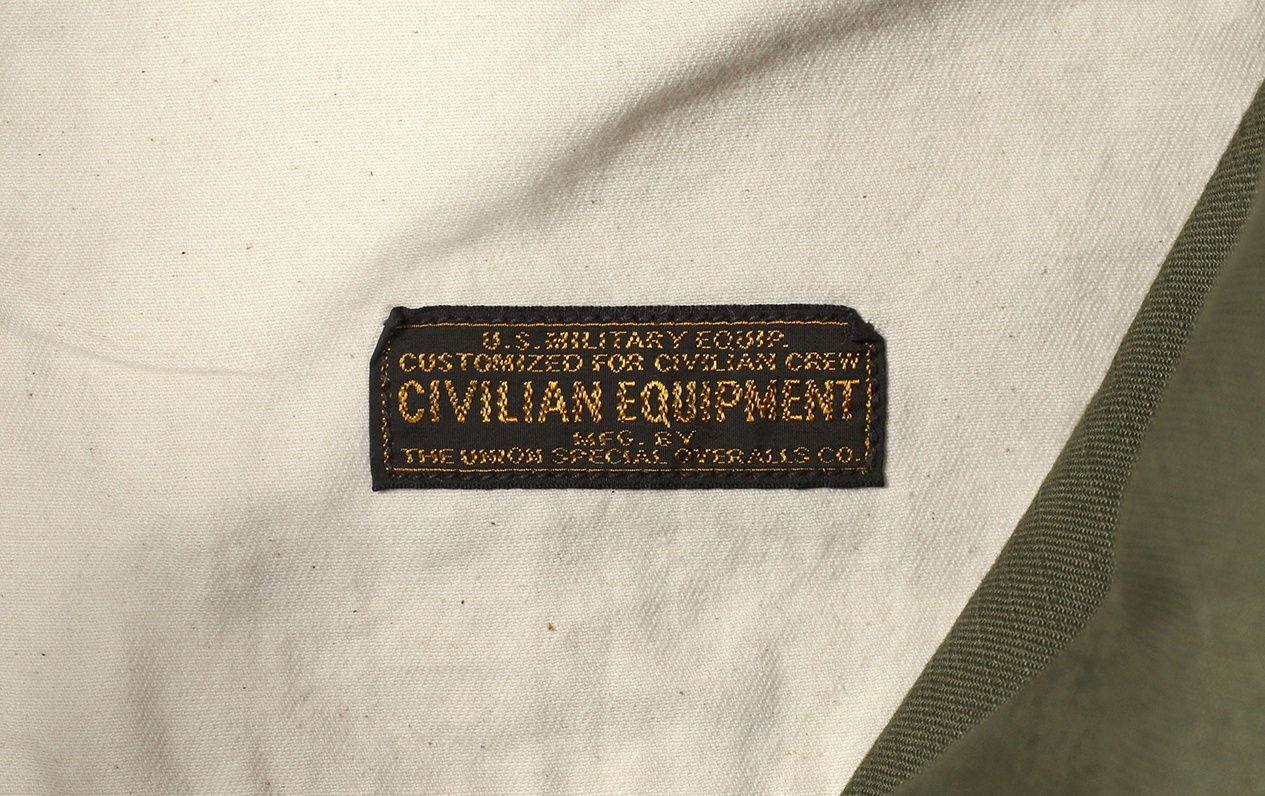 U.S. MILITARY EQUIP.
CUSTOMIZED FOR CIVILIAN CREW
CIVILIAN EQUIPMENT
MFG. BY
THE UNION SPECIAL OVERALLS CO.